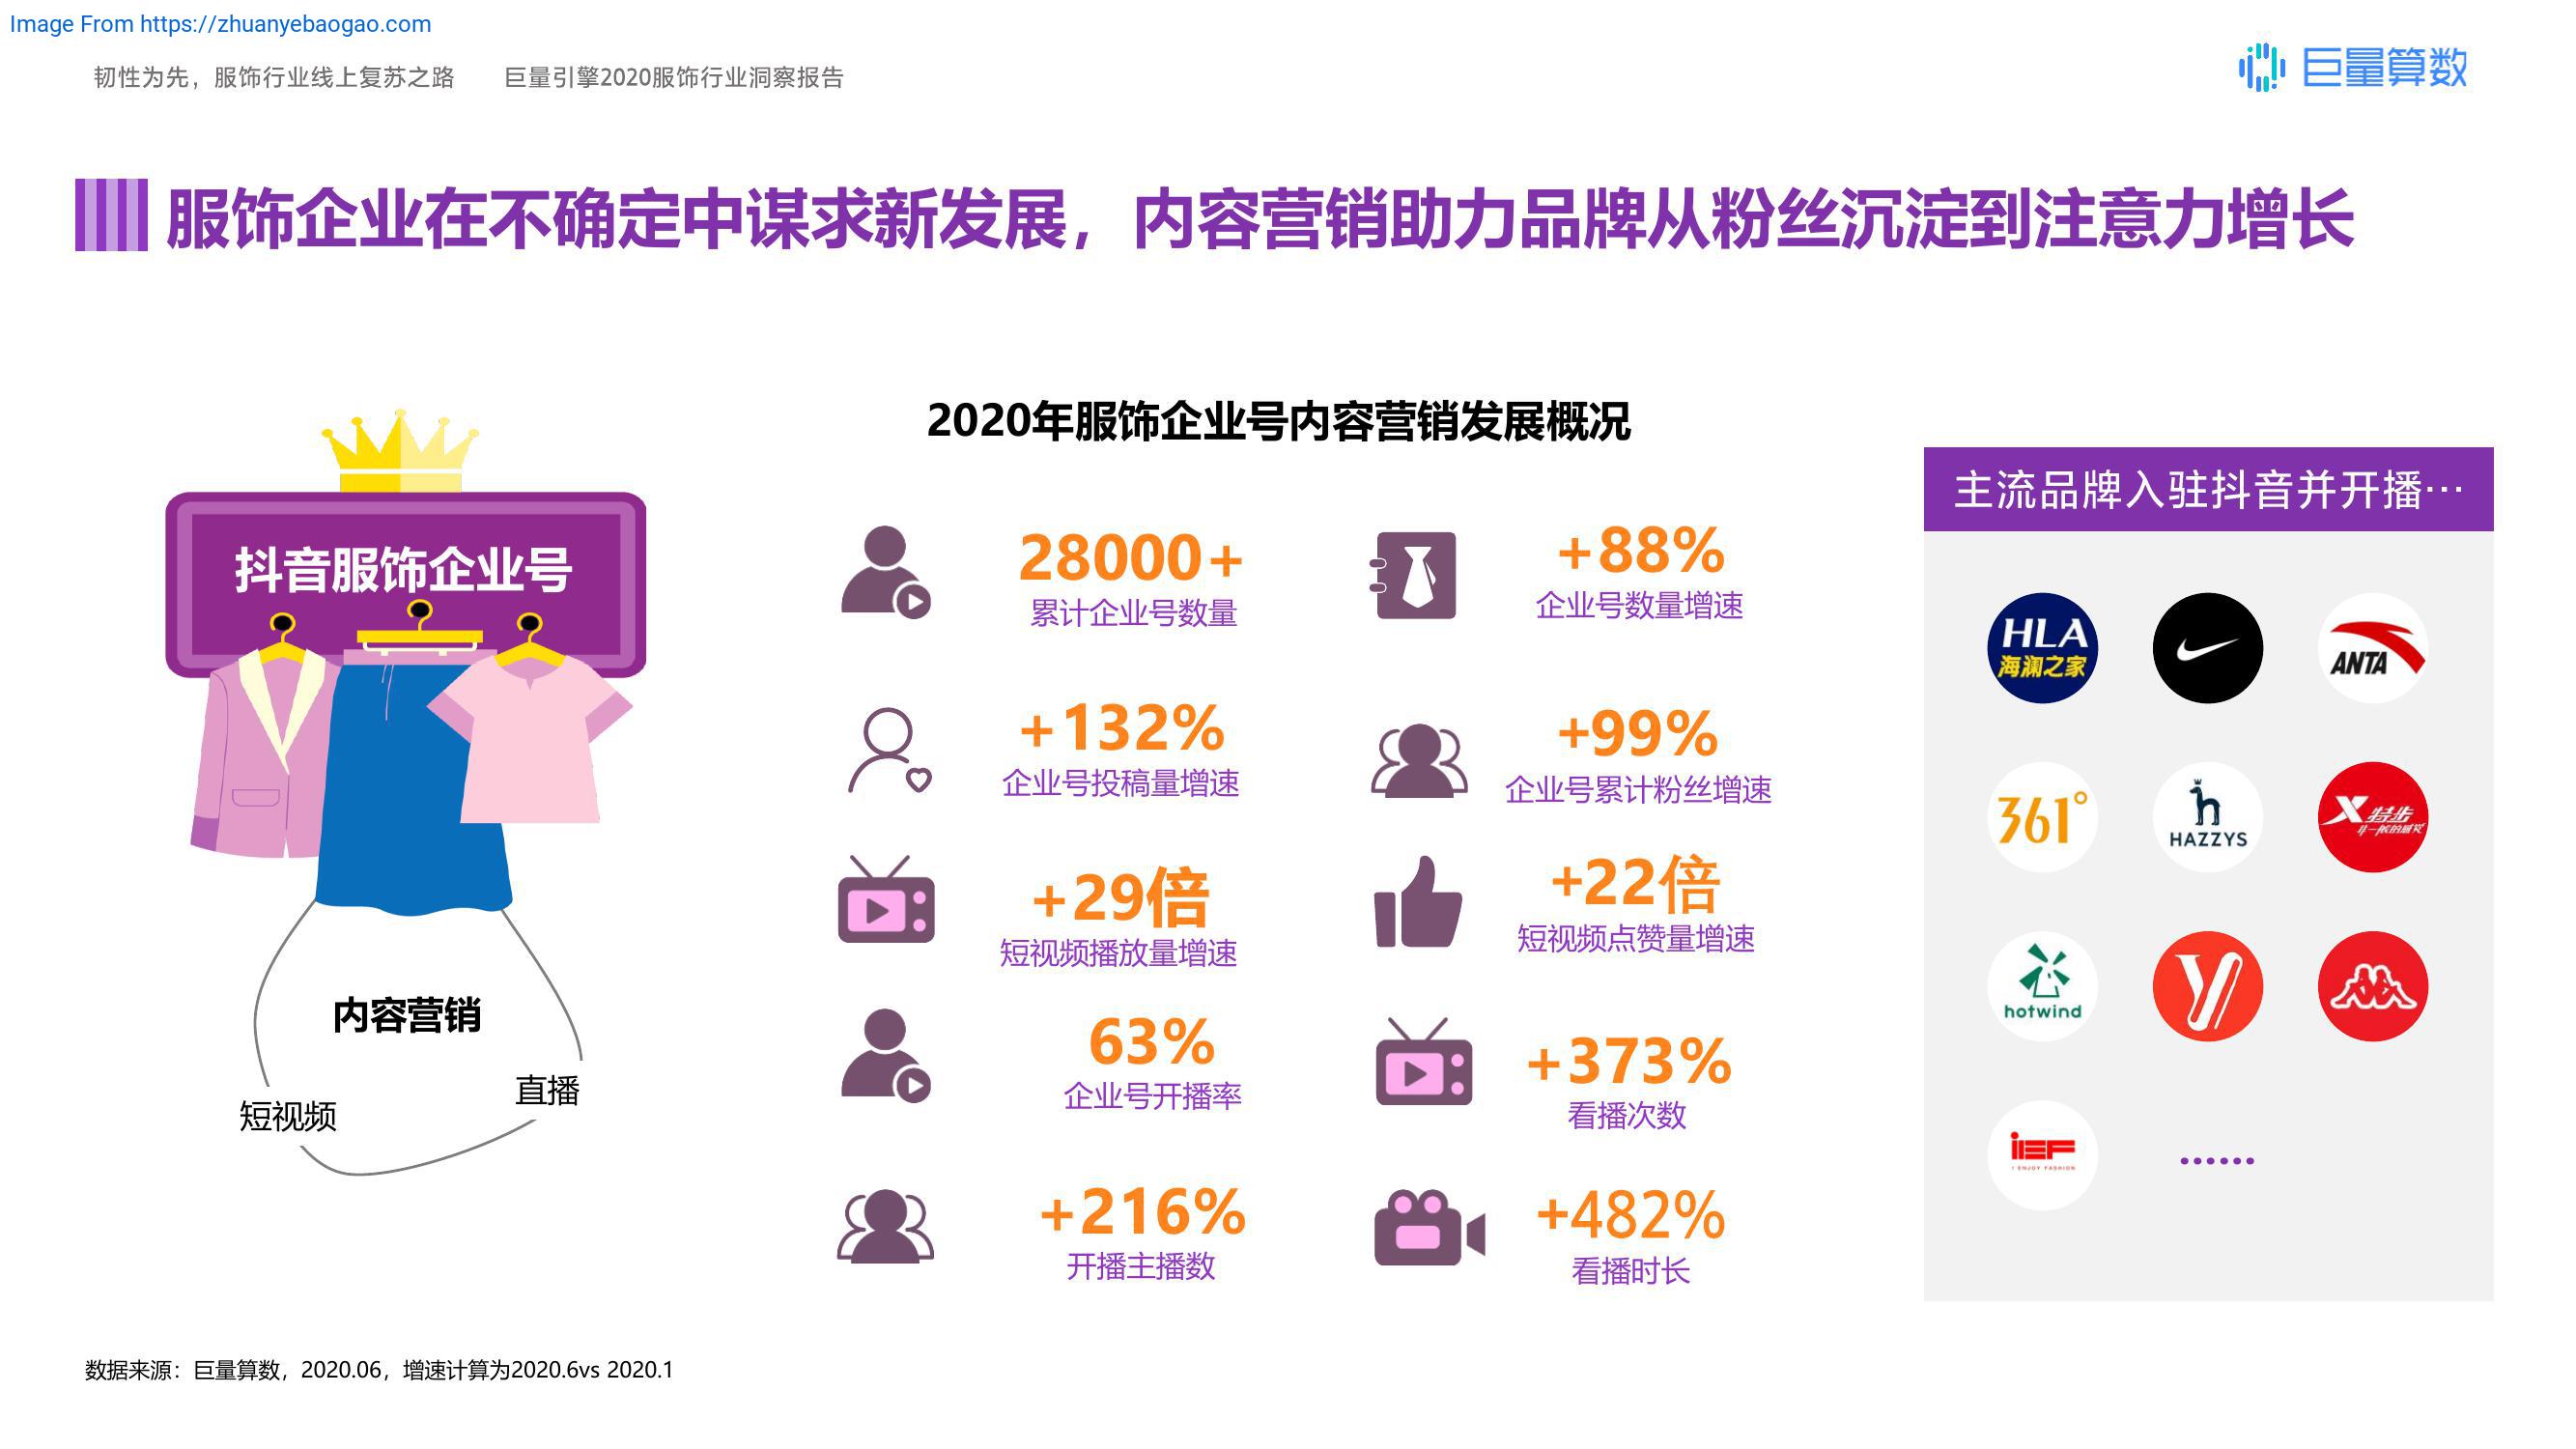 Image From https://zhuanyebaogao.com
韧性为先，服饰行业线上复苏之路 巨量引擎2020服饰行业洞察报告
巨量算数
服饰企业在不确定中谋求新发展，内容营销助力品牌从粉丝沉淀到注意力增长
抖音服饰企业号
内容营销
短视频
直播
2020年服饰企业号内容营销发展概况
28000+
累计企业号数量
+88%
企业号数量增速
+132%
企业号投稿量增速
+99%
企业号累计粉丝增速
+29倍
短视频播放量增速
+22倍
短视频点赞量增速
63%
企业号开播率
+373%
看播次数
+216%
开播主播数
+482%
看播时长
主流品牌入驻抖音并开播…
HLA
海澜之家
ANTA
361°
HAZZYS
X 特步
hotwind
iEF
I ENJOY FASHION
……
数据来源：巨量算数，2020.06，增速计算为2020.6vs 2020.1